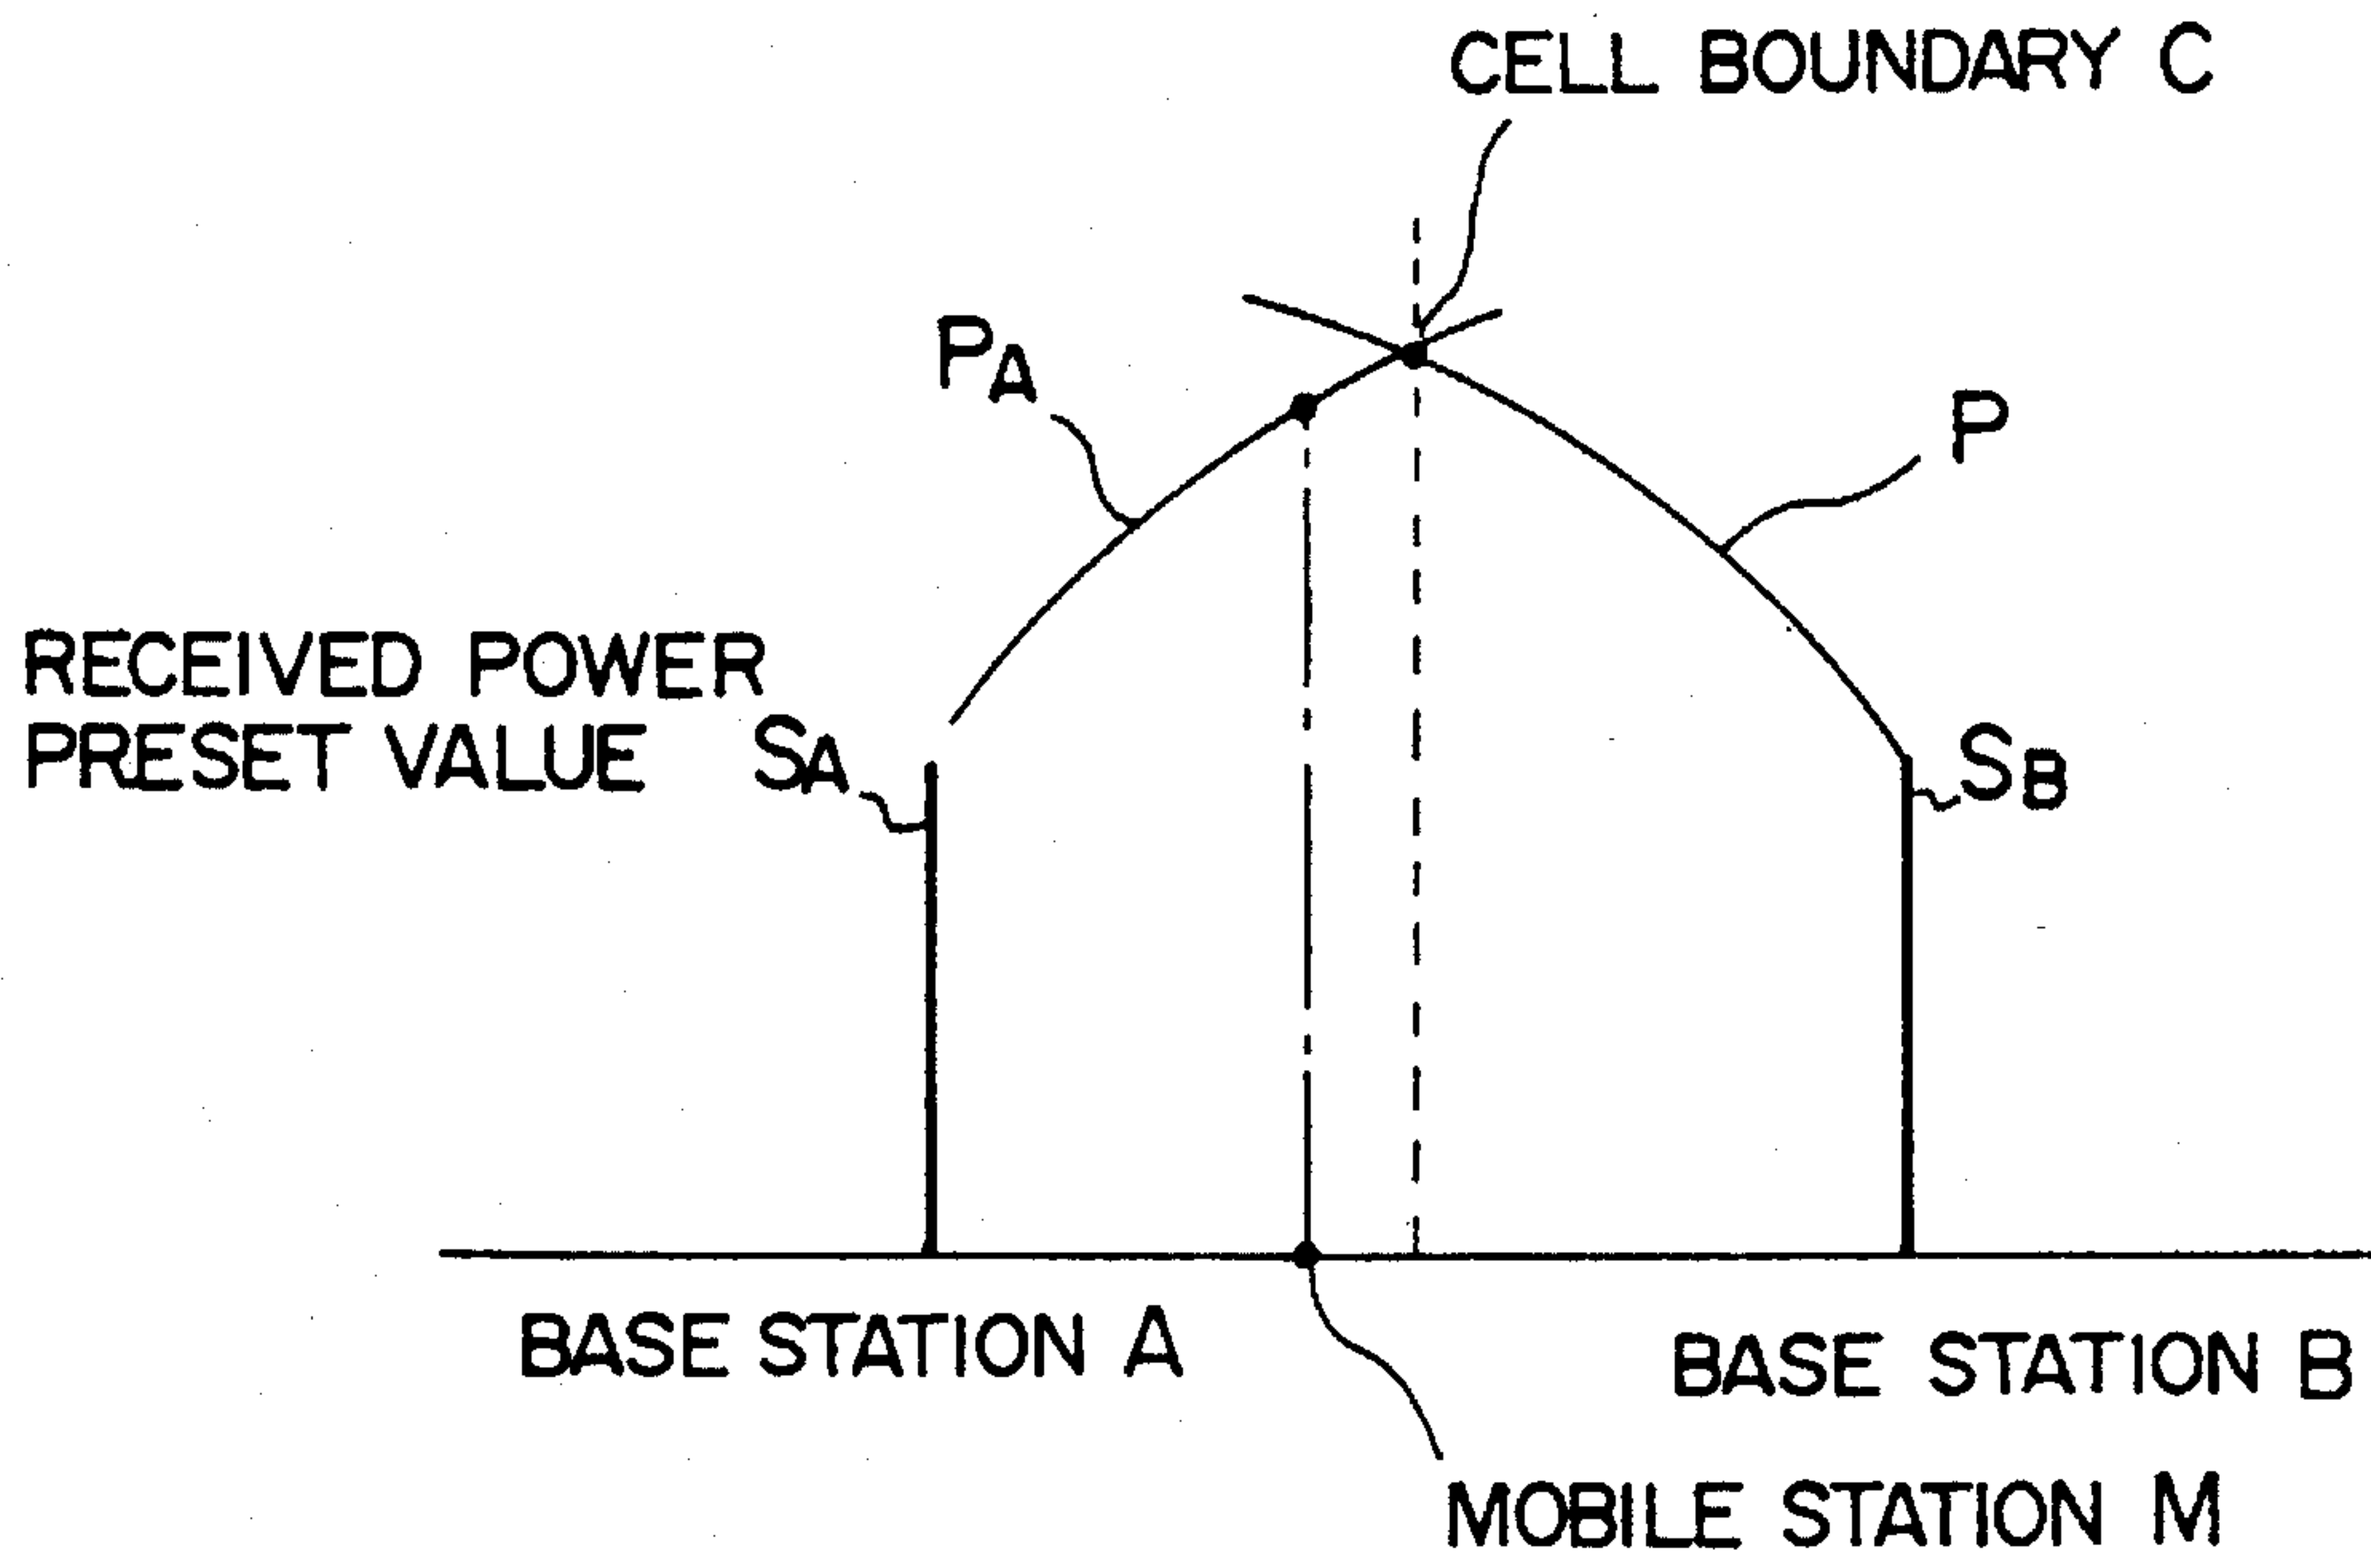 CELL BOUNDARY C
PA
P
RECEIVED POWER
PRESET VALUE SA
SB
BASE STATION A
BASE STATION B
MOBILE STATION M